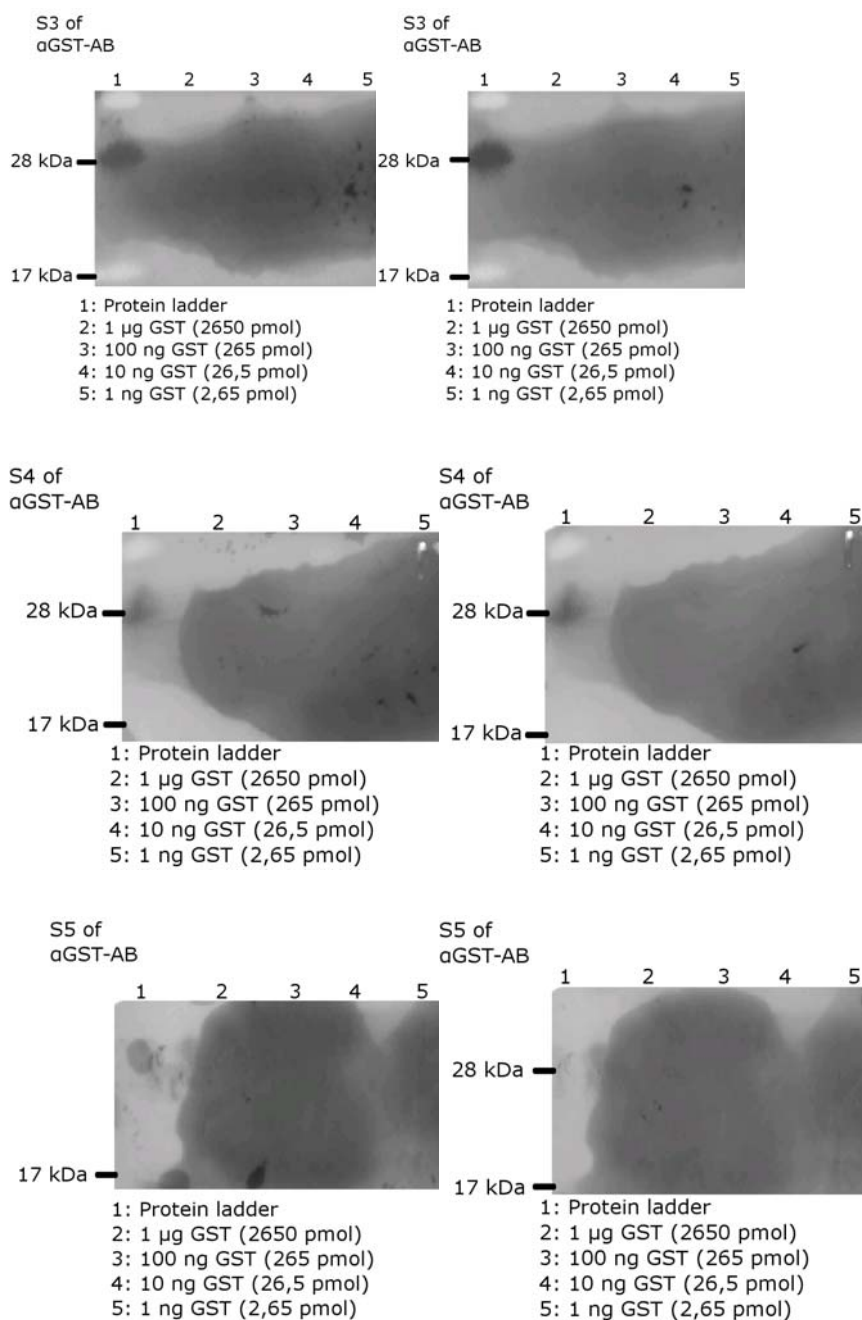 S3 of
αGST-AB
1 2 3 4 5
28 kDa
17 kDa
1: Protein ladder
2: 1 µg GST (2650 pmol)
3: 100 ng GST (265 pmol)
4: 10 ng GST (26,5 pmol)
5: 1 ng GST (2,65 pmol)
S3 of
αGST-AB
1 2 3 4 5
28 kDa
17 kDa
1: Protein ladder
2: 1 µg GST (2650 pmol)
3: 100 ng GST (265 pmol)
4: 10 ng GST (26,5 pmol)
5: 1 ng GST (2,65 pmol)
S4 of
αGST-AB
1 2 3 4 5
28 kDa
17 kDa
1: Protein ladder
2: 1 µg GST (2650 pmol)
3: 100 ng GST (265 pmol)
4: 10 ng GST (26,5 pmol)
5: 1 ng GST (2,65 pmol)
S4 of
αGST-AB
1 2 3 4 5
28 kDa
17 kDa
1: Protein ladder
2: 1 µg GST (2650 pmol)
3: 100 ng GST (265 pmol)
4: 10 ng GST (26,5 pmol)
5: 1 ng GST (2,65 pmol)
S5 of
αGST-AB
1 2 3 4 5
17 kDa
1: Protein ladder
2: 1 µg GST (2650 pmol)
3: 100 ng GST (265 pmol)
4: 10 ng GST (26,5 pmol)
5: 1 ng GST (2,65 pmol)
S5 of
αGST-AB
1 2 3 4 5
28 kDa
17 kDa
1: Protein ladder
2: 1 µg GST (2650 pmol)
3: 100 ng GST (265 pmol)
4: 10 ng GST (26,5 pmol)
5: 1 ng GST (2,65 pmol)